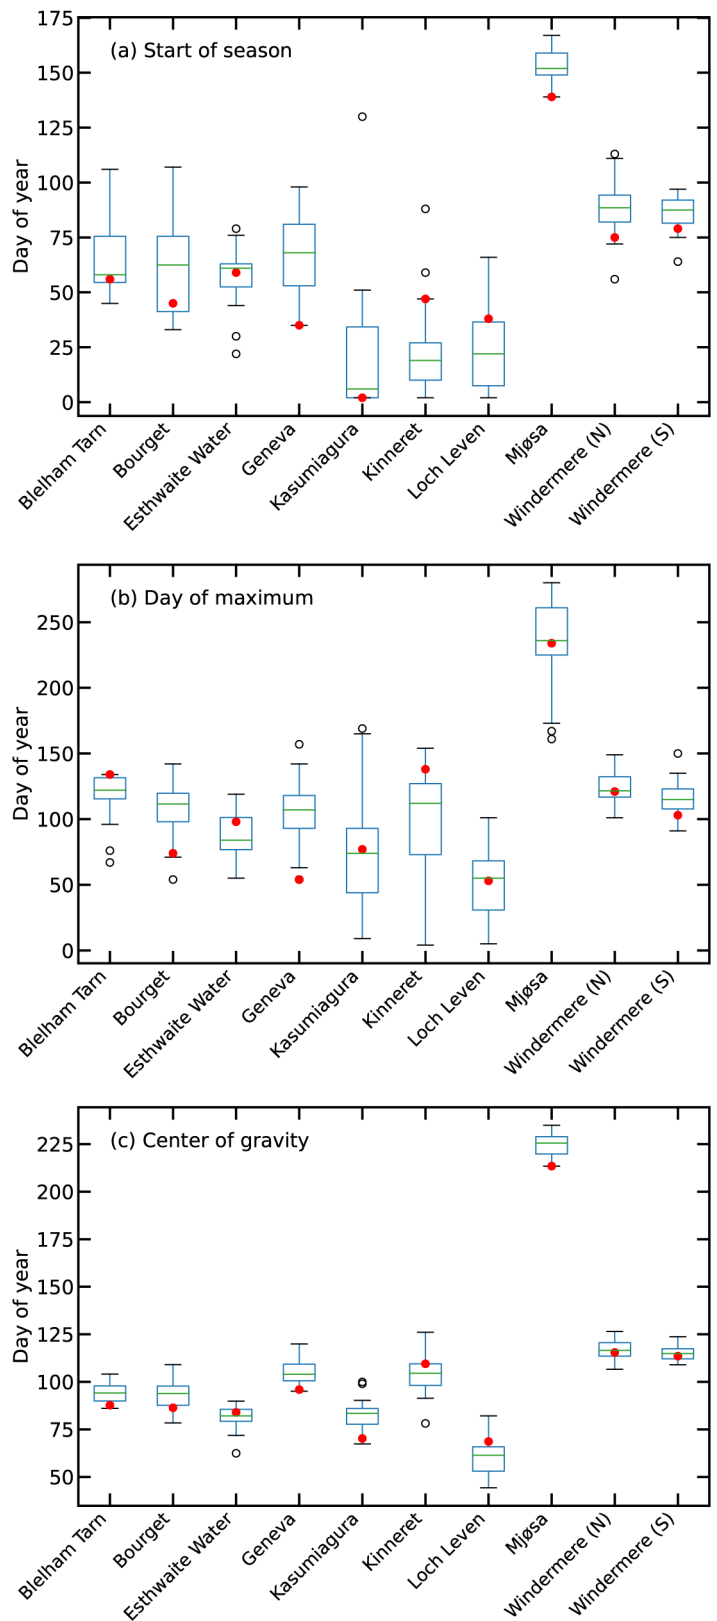 (a) Start of season
Day of year
175
150
125
100
75
50
25
0
Blelham Tarn
Bourget
Esthwaite Water
Geneva
Kasumiagura
Kinneret
Loch Leven
Mjøsa
Windermere (N)
Windermere (S)
(b) Day of maximum
Day of year
250
200
150
100
50
0
Blelham Tarn
Bourget
Esthwaite Water
Geneva
Kasumiagura
Kinneret
Loch Leven
Mjøsa
Windermere (N)
Windermere (S)
(c) Center of gravity
Day of year
225
200
175
150
125
100
75
50
Blelham Tarn
Bourget
Esthwaite Water
Geneva
Kasumiagura
Kinneret
Loch Leven
Mjøsa
Windermere (N)
Windermere (S)